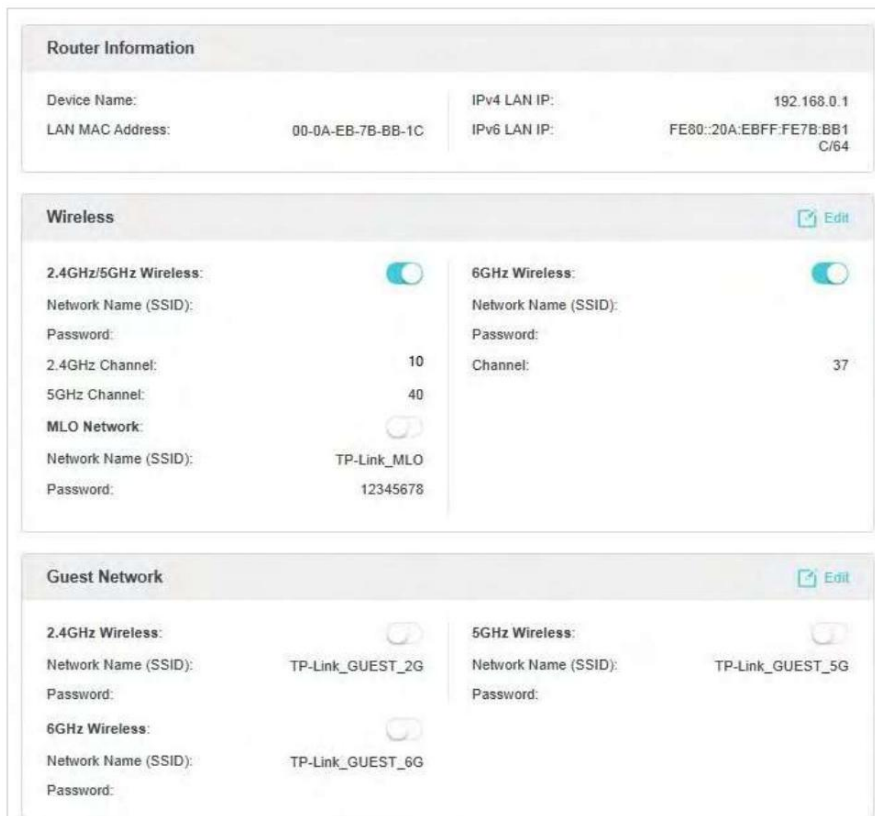 Router Information
Device Name:
LAN MAC Address: 00-0A-EB-7B-BB-1C
IPv4 LAN IP: 192.168.0.1
IPv6 LAN IP: FE80::20A:EBFF:FE7B:BB1
C/64
Wireless
Edit
2.4GHz/5GHz Wireless:
Network Name (SSID):
Password:
2.4GHz Channel: 10
5GHz Channel: 40
MLO Network:
Network Name (SSID): TP-Link_MLO
Password: 12345678
6GHz Wireless:
Network Name (SSID):
Password:
Channel: 37
Guest Network
Edit
2.4GHz Wireless:
Network Name (SSID): TP-Link_GUEST_2G
Password:
6GHz Wireless:
Network Name (SSID): TP-Link_GUEST_6G
Password:
5GHz Wireless:
Network Name (SSID): TP-Link_GUEST_5G
Password: